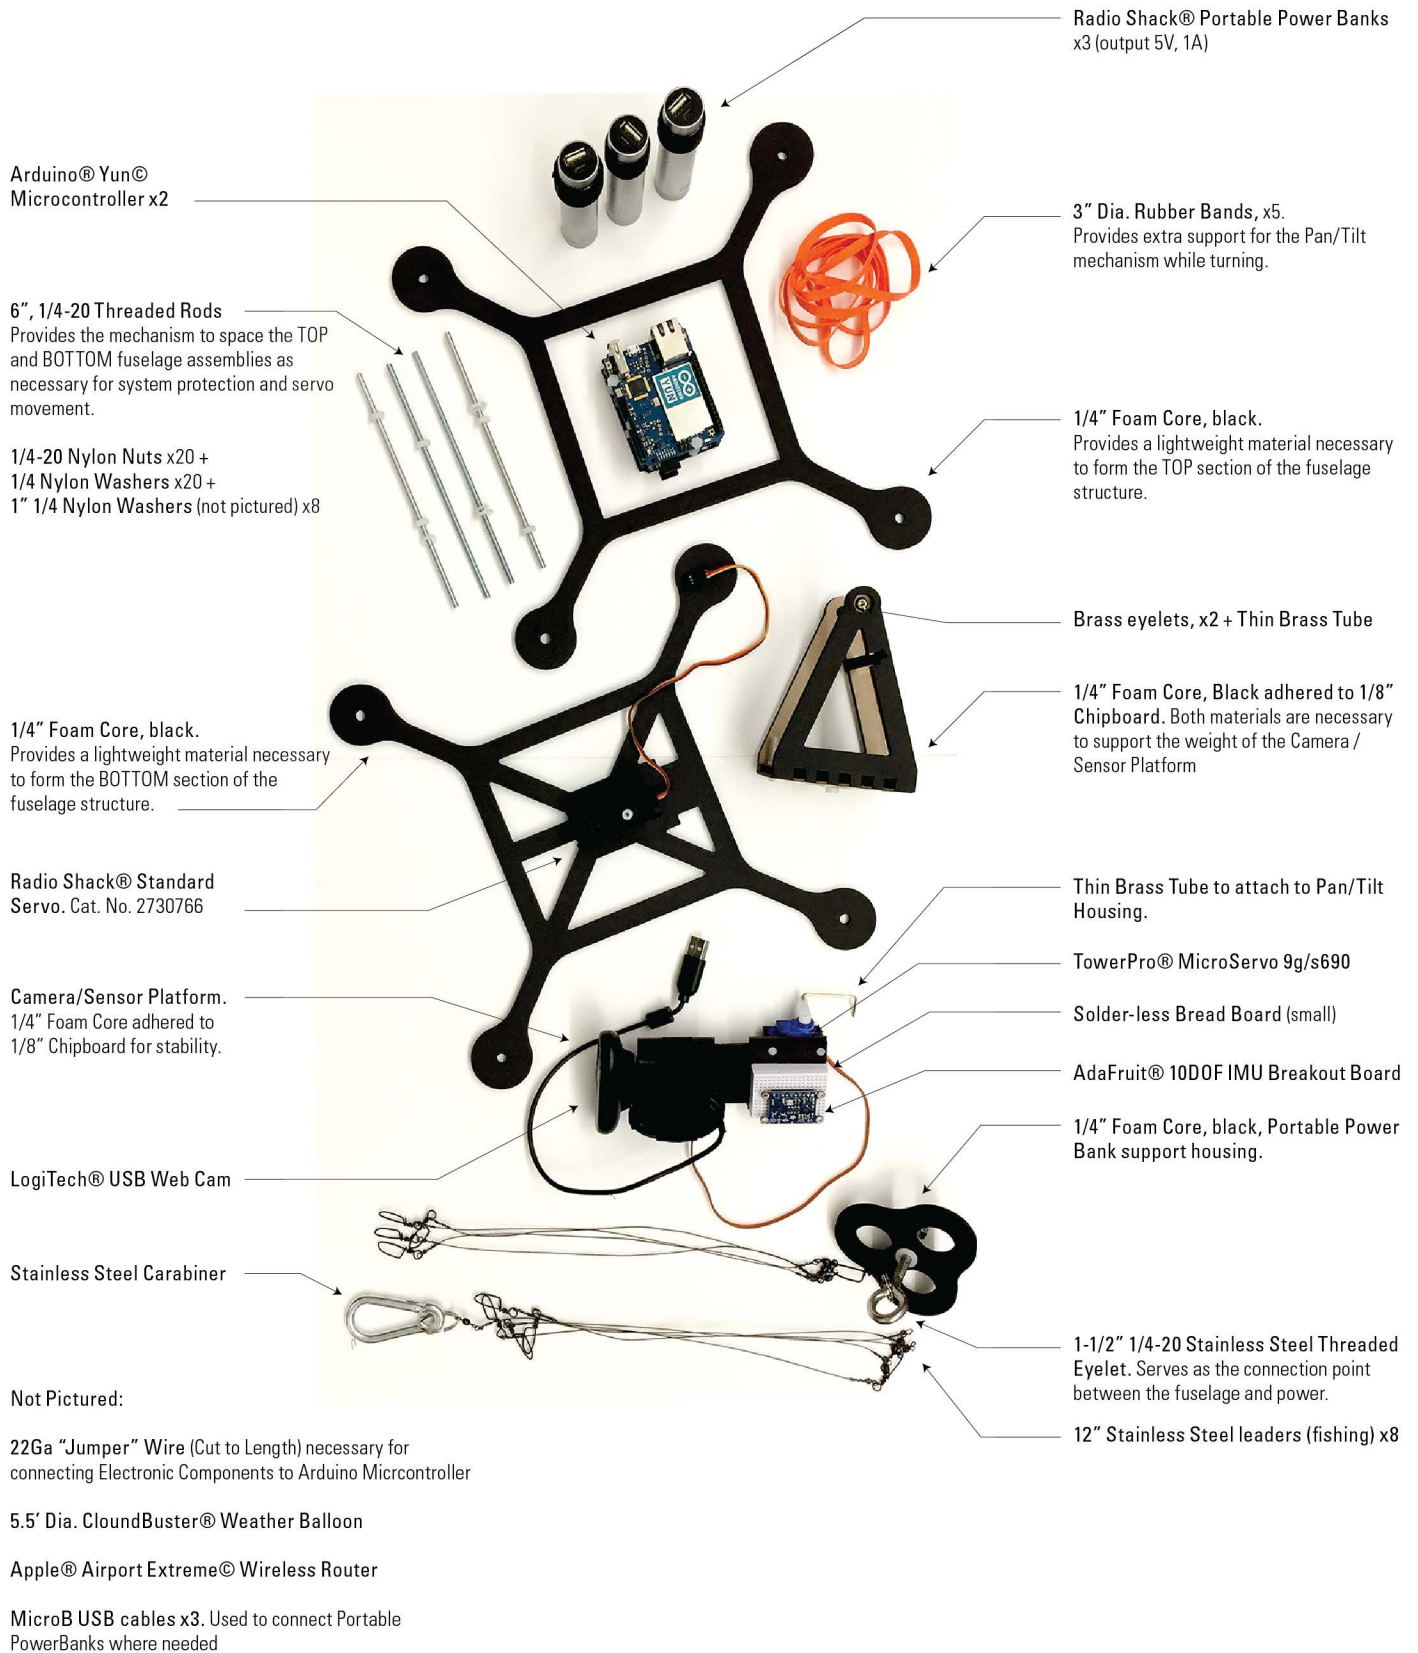 Radio Shack® Portable Power Banks
x3 (output 5V, 1A)
Arduino® Yun©
Microcontroller x2
3” Dia. Rubber Bands, x5.
Provides extra support for the Pan/Tilt
mechanism while turning.
6”, 1/4-20 Threaded Rods
Provides the mechanism to space the TOP
and BOTTOM fuselage assemblies as
necessary for system protection and servo
movement.
1/4-20 Nylon Nuts x20 +
1/4 Nylon Washers x20 +
1” 1/4 Nylon Washers (not pictured) x8
ARDUINO
YUN
1/4” Foam Core, black.
Provides a lightweight material necessary
to form the TOP section of the fuselage
structure.
Brass eyelets, x2 + Thin Brass Tube
1/4” Foam Core, Black adhered to 1/8”
Chipboard. Both materials are necessary
to support the weight of the Camera /
Sensor Platform
1/4” Foam Core, black.
Provides a lightweight material necessary
to form the BOTTOM section of the
fuselage structure.
Radio Shack® Standard
Servo. Cat. No. 2730766
Thin Brass Tube to attach to Pan/Tilt
Housing.
TowerPro® MicroServo 9g/s690
Camera/Sensor Platform.
1/4” Foam Core adhered to
1/8” Chipboard for stability.
Solder-less Bread Board (small)
AdaFruit® 10DOF IMU Breakout Board
1/4” Foam Core, black, Portable Power
Bank support housing.
LogiTech® USB Web Cam
Stainless Steel Carabiner
1-1/2” 1/4-20 Stainless Steel Threaded
Eyelet. Serves as the connection point
between the fuselage and power.
12” Stainless Steel leaders (fishing) x8
Not Pictured:
22Ga “Jumper” Wire (Cut to Length) necessary for
connecting Electronic Components to Arduino Micrcontroller
5.5’ Dia. CloundBuster® Weather Balloon
Apple® Airport Extreme© Wireless Router
MicroB USB cables x3. Used to connect Portable
PowerBanks where needed